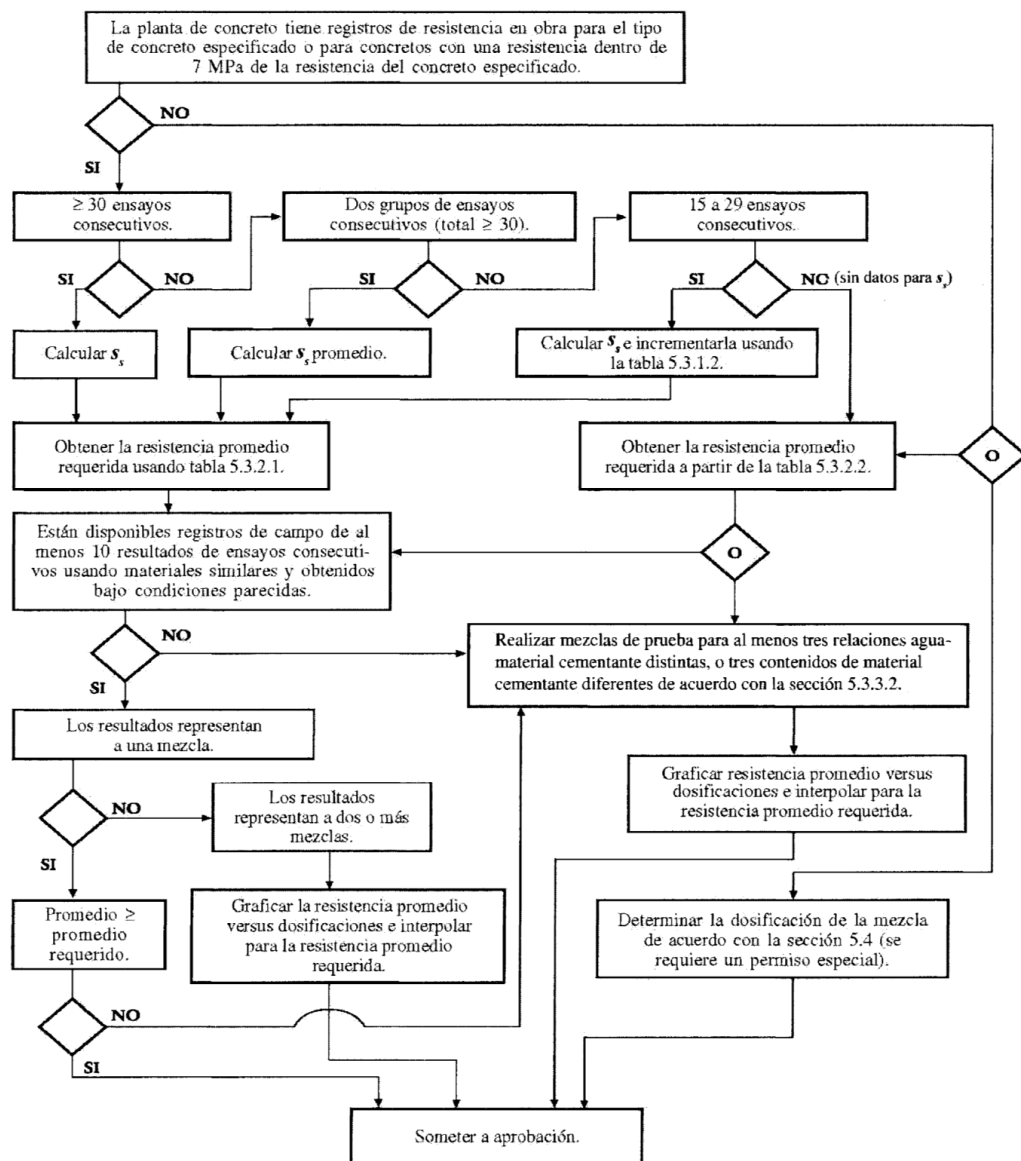 La planta de concreto tiene registros de resistencia en obra para el tipo
de concreto especificado o para concretos con una resistencia dentro de
7 MPa de la resistencia del concreto especificado.
NO
SI
≥ 30 ensayos
consecutivos.
Dos grupos de ensayos
consecutivos (total ≥ 30).
15 a 29 ensayos
consecutivos.
SI
NO
SI
NO
SI
NO (sin datos para s_s)
Calcular s_s
Calcular s_s promedio.
Calcular s_s e incrementarla usando
la tabla 5.3.1.2.
Obtener la resistencia promedio
requerida usando tabla 5.3.2.1.
Obtener la resistencia promedio
requerida a partir de la tabla 5.3.2.2.
O
Están disponibles registros de campo de al
menos 10 resultados de ensayos consecuti-
vos usando materiales similares y obtenidos
bajo condiciones parecidas.
O
NO
SI
Realizar mezclas de prueba para al menos tres relaciones agua-
material cementante distintas, o tres contenidos de material
cementante diferentes de acuerdo con la sección 5.3.3.2.
Los resultados representan
a una mezcla.
NO
SI
Los resultados
representan a dos o más
mezclas.
Graficar resistencia promedio versus
dosificaciones e interpolar para la
resistencia promedio requerida.
Promedio ≥
promedio
requerido.
Graficar la resistencia promedio
versus dosificaciones e interpolar
para la resistencia promedio
requerida.
Determinar la dosificación de la mezcla
de acuerdo con la sección 5.4 (se
requiere un permiso especial).
NO
SI
Someter a aprobación.